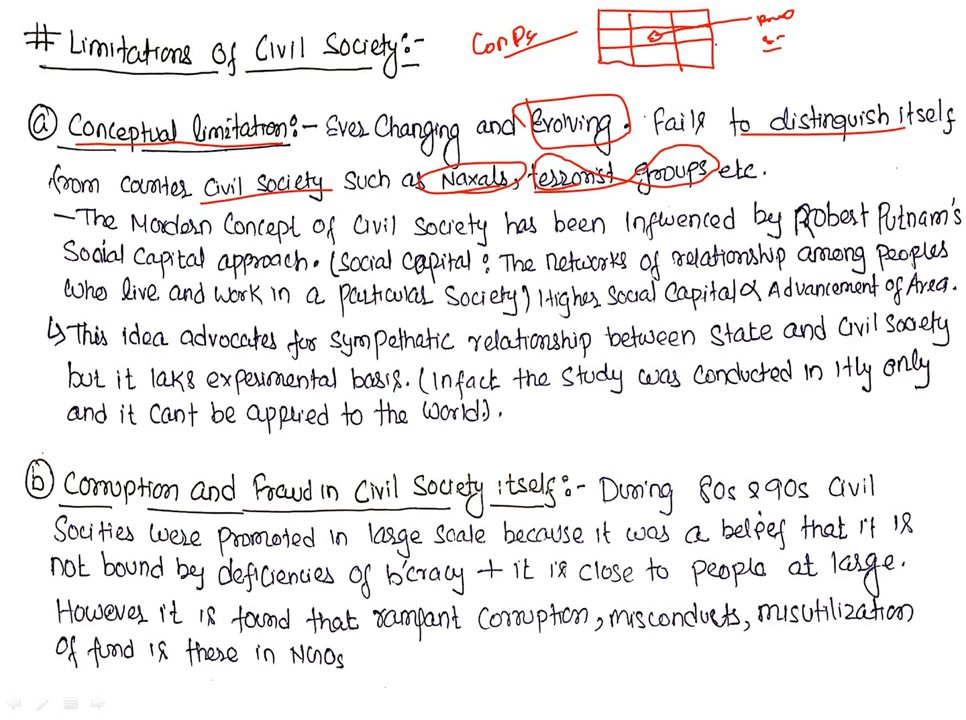 # Limitations Of Civil Society:-
ConPs
ⓐ Conceptual limitation:- Ever Changing and Evolving. Fails to distinguish itself
from counter Civil Society such as Naxals, terrorist groups etc.
- The Mordern Concept Of Civil Society has been Influenced by Robert Putnam's
Social Capital approach. (Social Capital: The networks of relationship among peoples
who live and work in a particular Society) Higher Social Capital α Advancement of Area.
↳ This idea advocates for sympathatic relationship between State and Civil Society
but it laks experimental basis. (Infact the study was conducted in Itly only
and it cant be applied to the world).
ⓑ Corruption and Fraud in Civil Society itself:- During 80s & 90s Civil
Socities were promoted in large scale because it was a belief that it is
not bound by deficiencies of b'cracy + it is close to people at large.
However it is found that rampant corruption, misconducts, misutilization
Of fund is there in NGOs